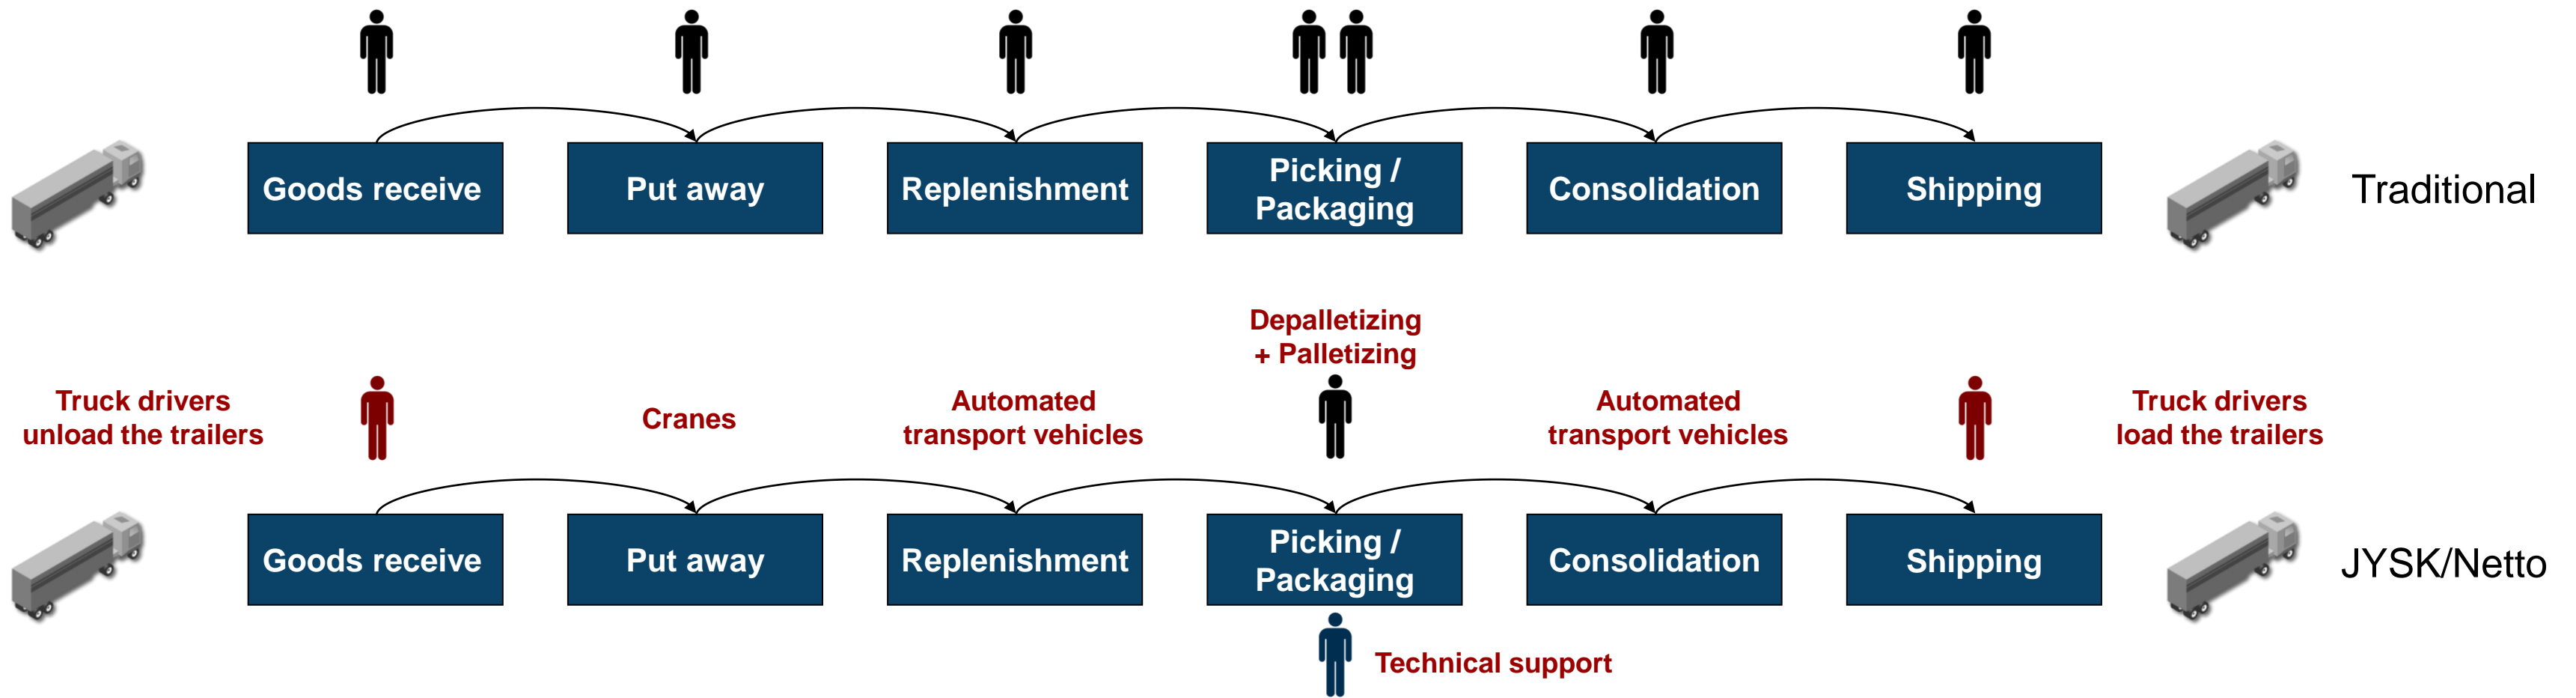 Goods receive
Put away
Replenishment
Picking /
Packaging
Consolidation
Shipping
Traditional
Truck drivers
unload the trailers
Cranes
Automated
transport vehicles
Depalletizing
+ Palletizing
Automated
transport vehicles
Truck drivers
load the trailers
Goods receive
Put away
Replenishment
Picking /
Packaging
Consolidation
Shipping
JYSK/Netto
Technical support